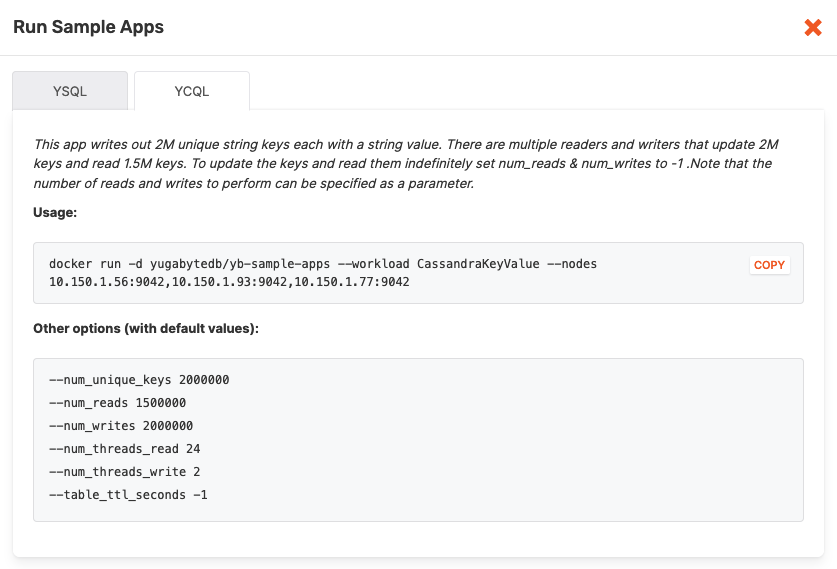 Run Sample Apps
YSQL
YCQL
This app writes out 2M unique string keys each with a string value. There are multiple readers and writers that update 2M
keys and read 1.5M keys. To update the keys and read them indefinitely set num_reads & num_writes to -1 .Note that the
number of reads and writes to perform can be specified as a parameter.
Usage:
docker run -d yugabytedb/yb-sample-apps --workload CassandraKeyValue --nodes
10.150.1.56:9042,10.150.1.93:9042,10.150.1.77:9042
COPY
Other options (with default values):
--num_unique_keys 2000000
--num_reads 1500000
--num_writes 2000000
--num_threads_read 24
--num_threads_write 2
--table_ttl_seconds -1